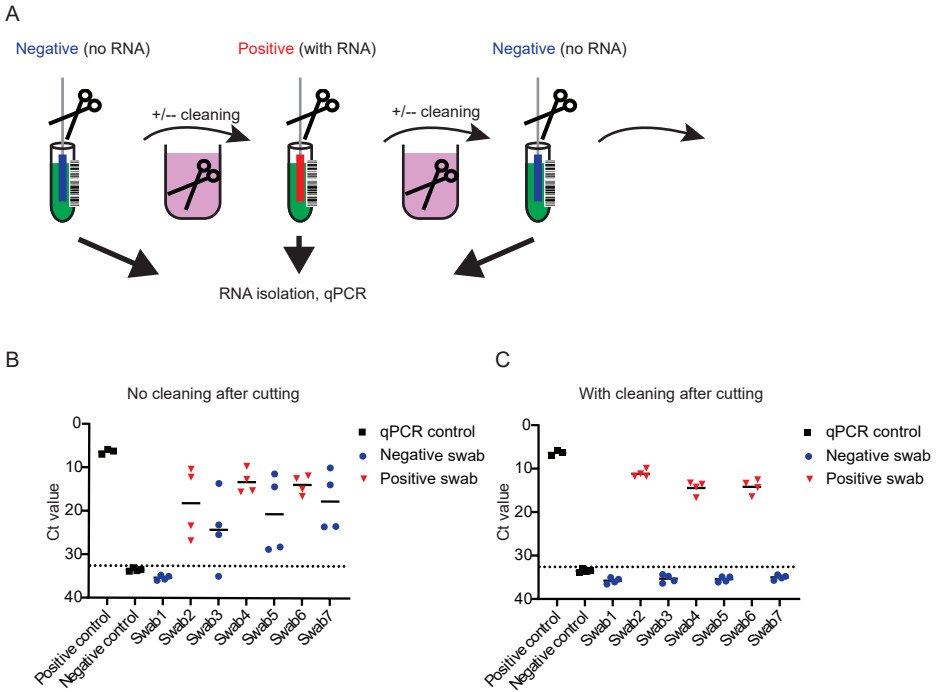 A
Negative (no RNA)
Positive (with RNA)
Negative (no RNA)
+/-- cleaning
+/-- cleaning
RNA isolation, qPCR
B
No cleaning after cutting
Ct value
0
10
20
30
40
Positive control
Negative control
Swab1
Swab2
Swab3
Swab4
Swab5
Swab6
Swab7
qPCR control
Negative swab
Positive swab
C
With cleaning after cutting
Ct value
0
10
20
30
40
Positive control
Negative control
Swab1
Swab2
Swab3
Swab4
Swab5
Swab6
Swab7
qPCR control
Negative swab
Positive swab